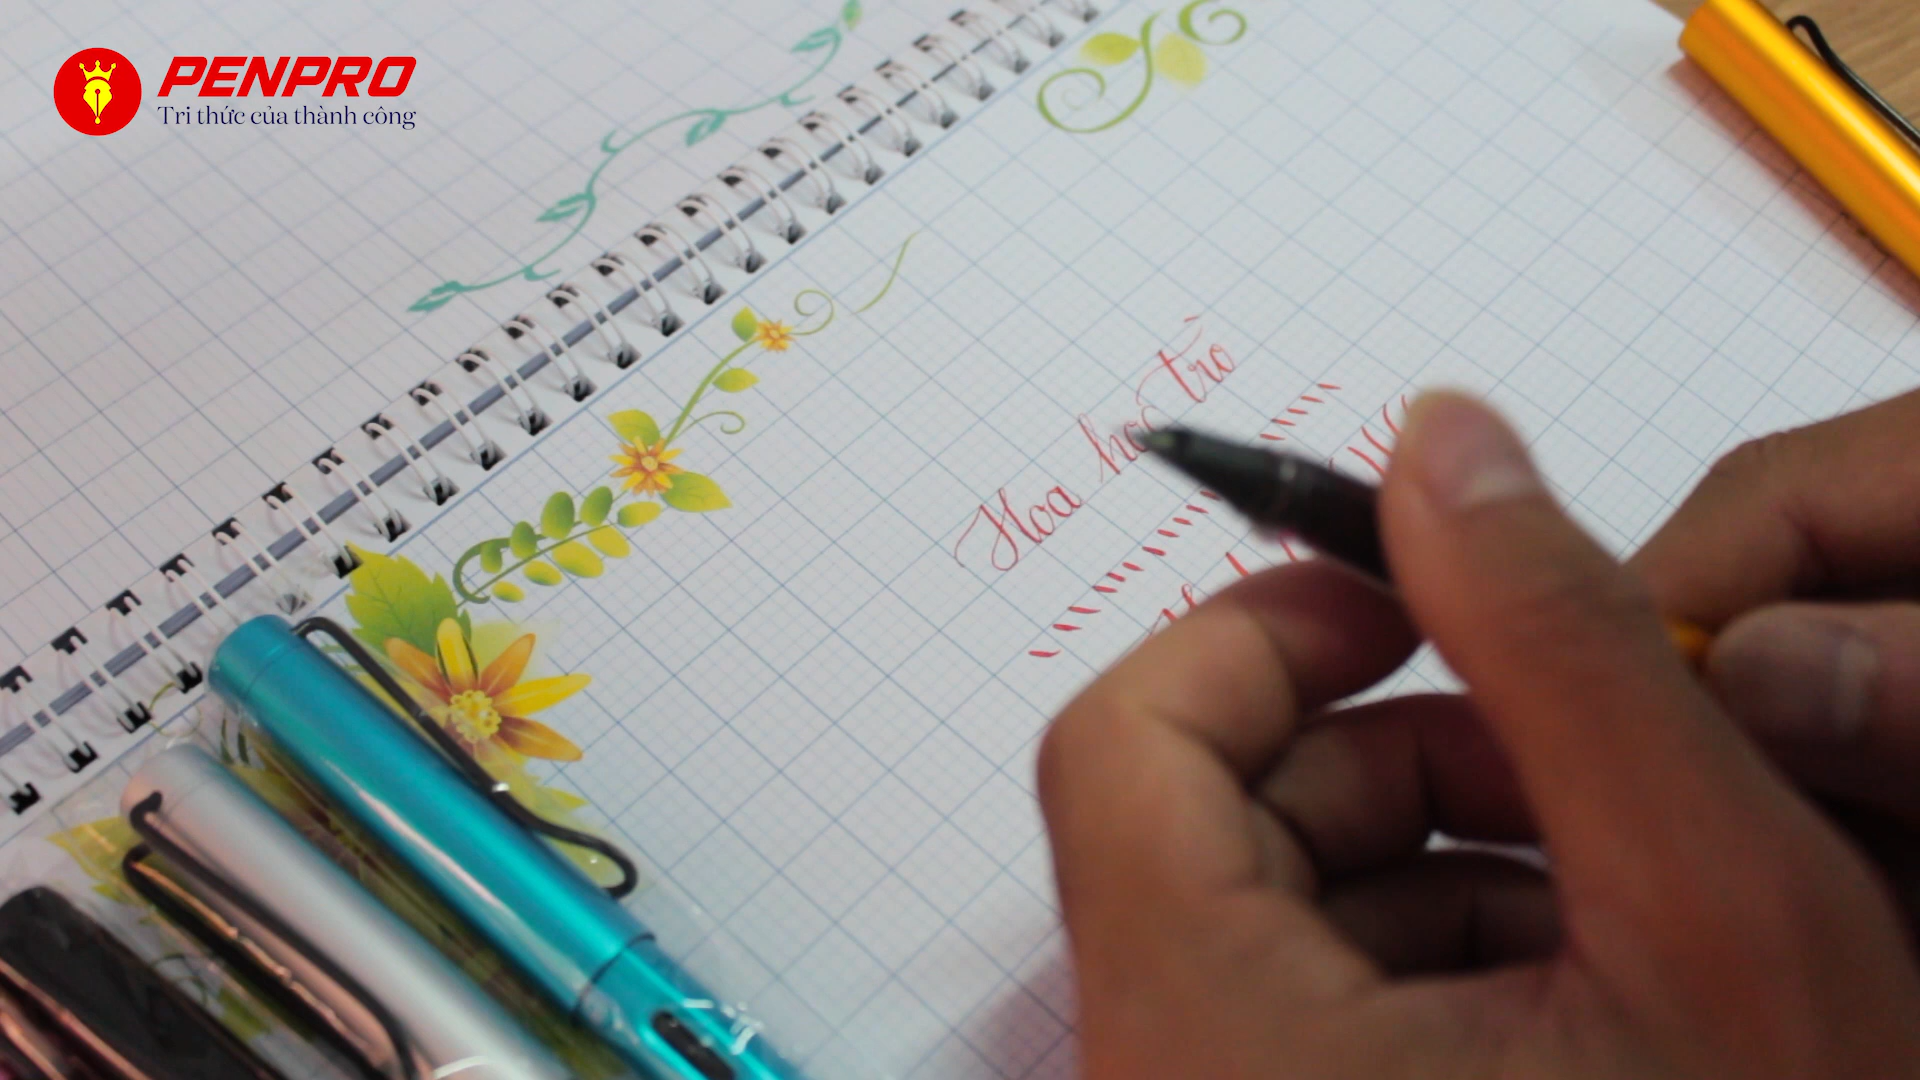 PENPRO
Tri thức của thành công
Hoa học trò